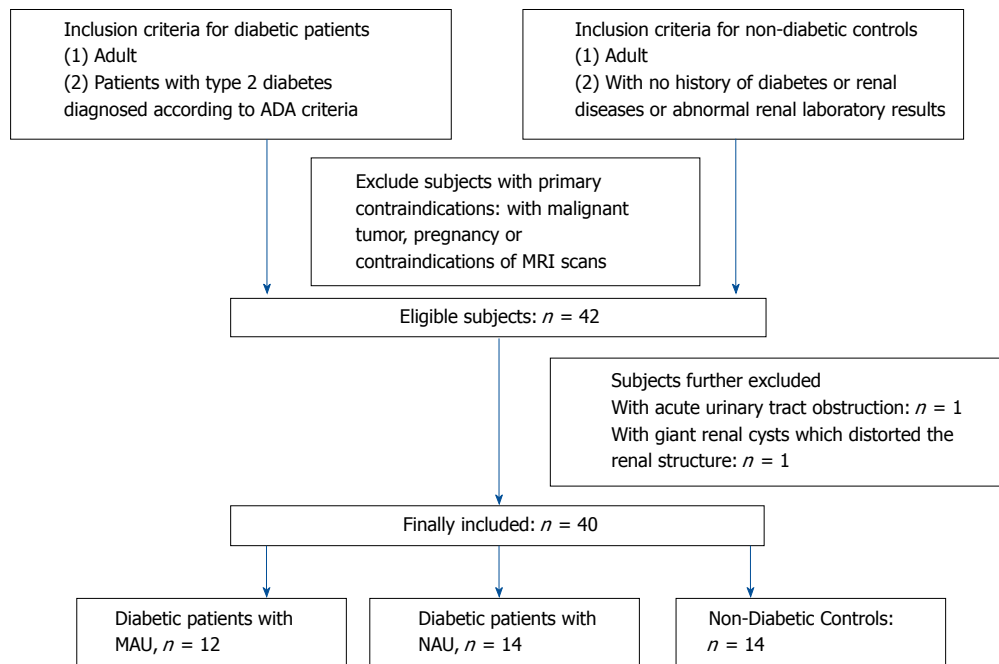 Inclusion criteria for diabetic patients
(1) Adult
(2) Patients with type 2 diabetes
diagnosed according to ADA criteria
Inclusion criteria for non-diabetic controls
(1) Adult
(2) With no history of diabetes or renal
diseases or abnormal renal laboratory results
Exclude subjects with primary
contraindications: with malignant
tumor, pregnancy or
contraindications of MRI scans
Eligible subjects: n = 42
Subjects further excluded
With acute urinary tract obstruction: n = 1
With giant renal cysts which distorted the
renal structure: n = 1
Finally included: n = 40
Diabetic patients with
MAU, n = 12
Diabetic patients with
NAU, n = 14
Non-Diabetic Controls:
n = 14